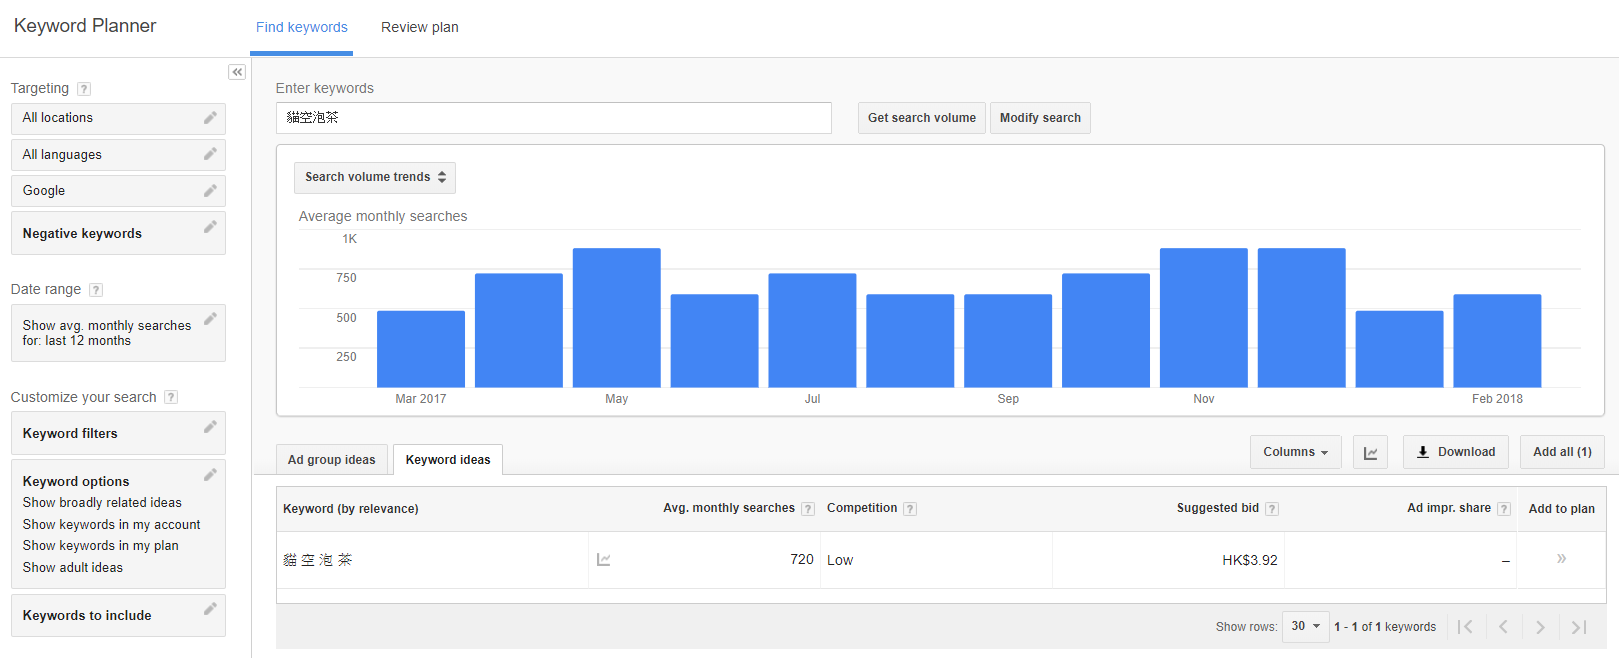 Keyword Planner
Find keywords
Review plan
Targeting ?
All locations
All languages
Google
Negative keywords
Date range ?
Show avg. monthly searches
for: last 12 months
Customize your search ?
Keyword filters
Keyword options
Show broadly related ideas
Show keywords in my account
Show keywords in my plan
Show adult ideas
Keywords to include
Enter keywords
貓空泡茶
Get search volume
Modify search
Search volume trends
Average monthly searches
1K
750
500
250
Mar 2017 May Jul Sep Nov Feb 2018
Ad group ideas
Keyword ideas
Columns
Download
Add all (1)
Keyword (by relevance) Avg. monthly searches ? Competition ? Suggested bid ? Ad impr. share ? Add to plan
貓 空 泡 茶 720 Low HK$3.92 – »
Show rows: 30 1 - 1 of 1 keywords